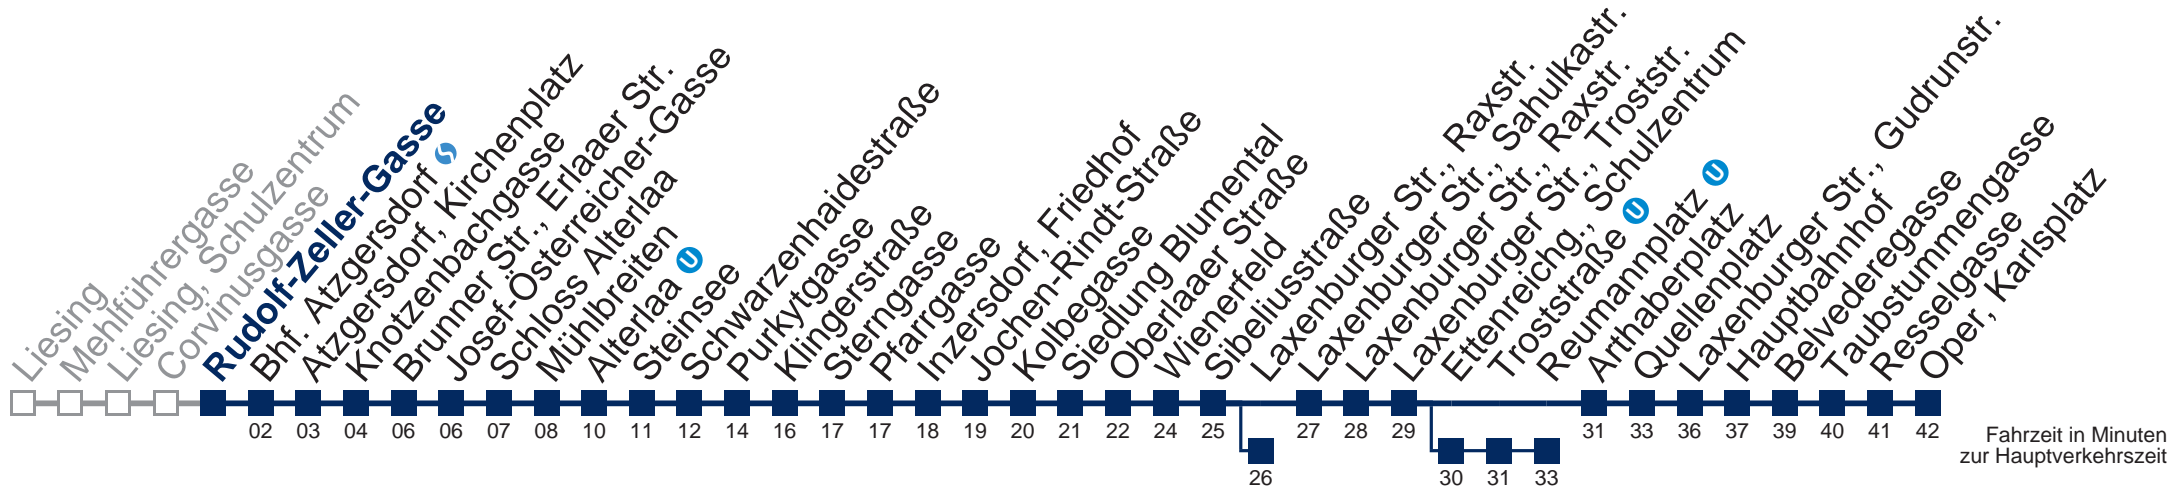 Liesing
Mehlführergasse
Liesing, Schulzentrum
Corvinusgasse
Rudolf-Zeller-Gasse
Bhf. Atzgersdorf
Atzgersdorf, Kirchenplatz
Knotzenbachgasse
Brunner Str., Erlaaer Str.
Josef-Österreicher-Gasse
Schloss Alterlaa
Mühlbreiten
Alterlaa U
Steinsee
Schwarzenhaidestraße
Purkytgasse
Klingerstraße
Sterngasse
Pfarrgasse
Inzersdorf, Friedhof
Jochen-Rindt-Straße
Kolbegasse
Siedlung Blumental
Oberlaaer Straße
Wienerfeld
Sibeliusstraße
Laxenburger Str., Raxstr.
Laxenburger Str., Sahulkastr.
Laxenburger Str., Raxstr.
Laxenburger Str., Troststr.
Ettenreichg., Schulzentrum
Troststraße U
Reumannplatz U
Arthaberplatz
Quellenplatz
Laxenburger Str., Gudrunstr.
Hauptbahnhof
Belvederegasse
Taubstummengasse
Resselgasse
Oper, Karlsplatz
02 03 04 06 06 07 08 10 11 12 14 16 17 17 18 19 20 21 22 24 25 27 28 29 31 33 36 37 39 40 41 42
26 30 31 33
Fahrzeit in Minuten
zur Hauptverkehrszeit